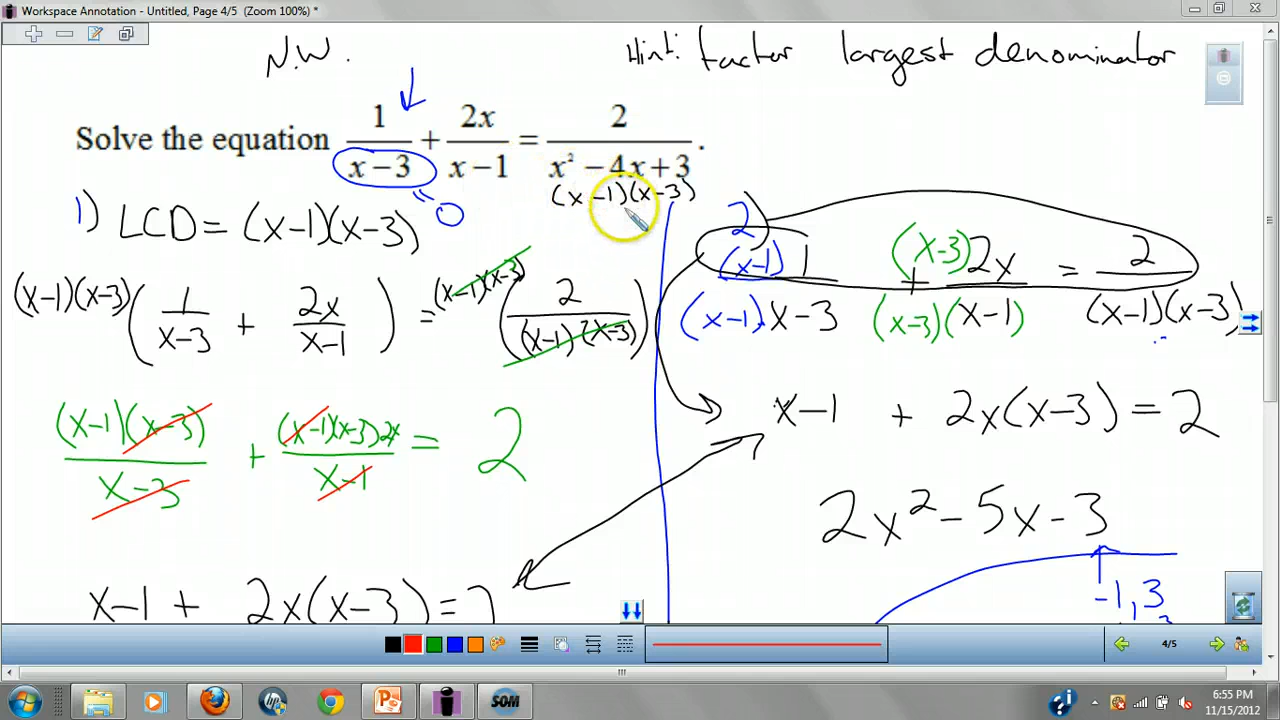 Workspace Annotation - Untitled, Page 4/5 (Zoom 100%) *
N.W. Hint: factor largest denominator
Solve the equation 1/(x-3) + 2x/(x-1) = 2/(x²-4x+3).
(x-1)(x-3)
" 0
1) LCD = (x-1)(x-3)
(x-1)(x-3) ( 1/(x-3) + 2x/(x-1) ) = (x-1)(x-3) ( 2/((x-1)(x-3)) )
(x-1)(x-3)/(x-3) + (x-1)(x-3)2x/(x-1) = 2
x-1 + 2x(x-3) =
2)
(x-1) 1/((x-1)·x-3) + (x-3) 2x/((x-3)(x-1)) = 2/((x-1)(x-3))
x-1 + 2x(x-3) = 2
2x² - 5x - 3
-1, 3
4/5
SOM
6:55 PM
11/15/2012